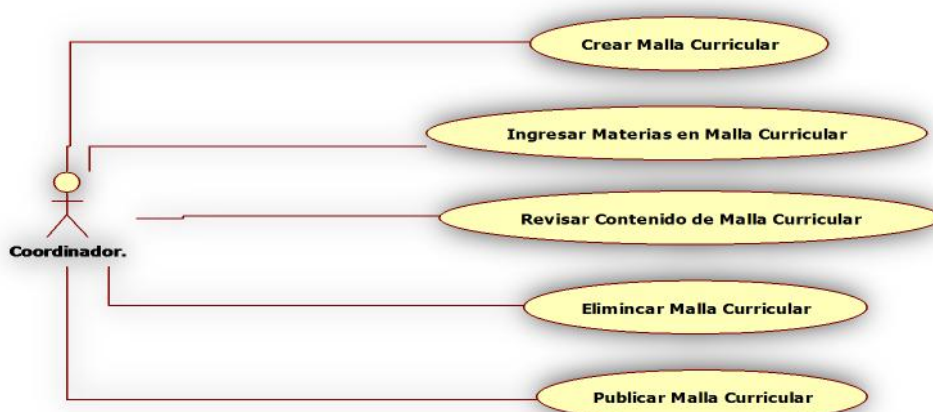 Crear Malla Curricular
Ingresar Materias en Malla Curricular
Revisar Contenido de Malla Curricular
Coordinador.
Elimincar Malla Curricular
Publicar Malla Curricular